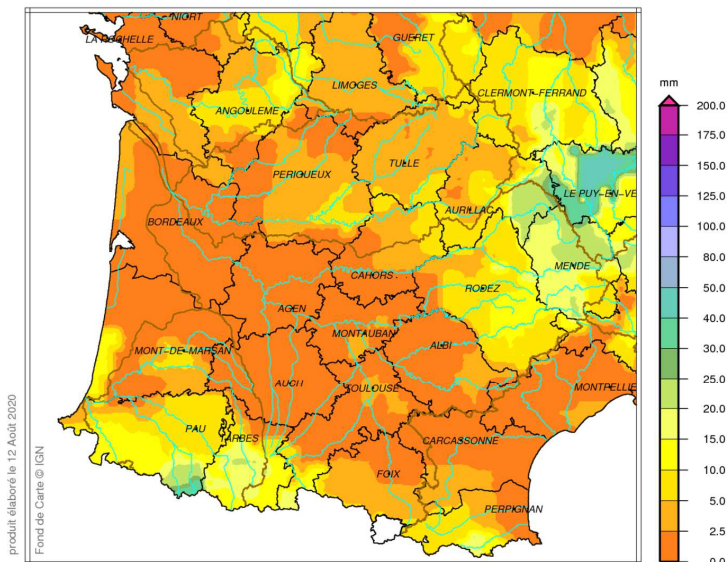 NIORT
LA ROCHELLE
GUERET
LIMOGES
CLERMONT-FERRAND
ANGOULEME
PERIGUEUX
TULLE
LE PUY-EN-VE
AURILLAC
BORDEAUX
MENDE
CAHORS
RODEZ
AGEN
MONTAUBAN
ALBI
MONT-DE-MARSAN
AUCH
TOULOUSE
MONTPELLIE
PAU
TARBES
CARCASSONNE
FOIX
PERPIGNAN
mm
200.0
175.0
150.0
125.0
100.0
80.0
50.0
40.0
30.0
25.0
20.0
15.0
10.0
5.0
2.5
0.0
produit élaboré le 12 Août 2020
Fond de Carte © IGN